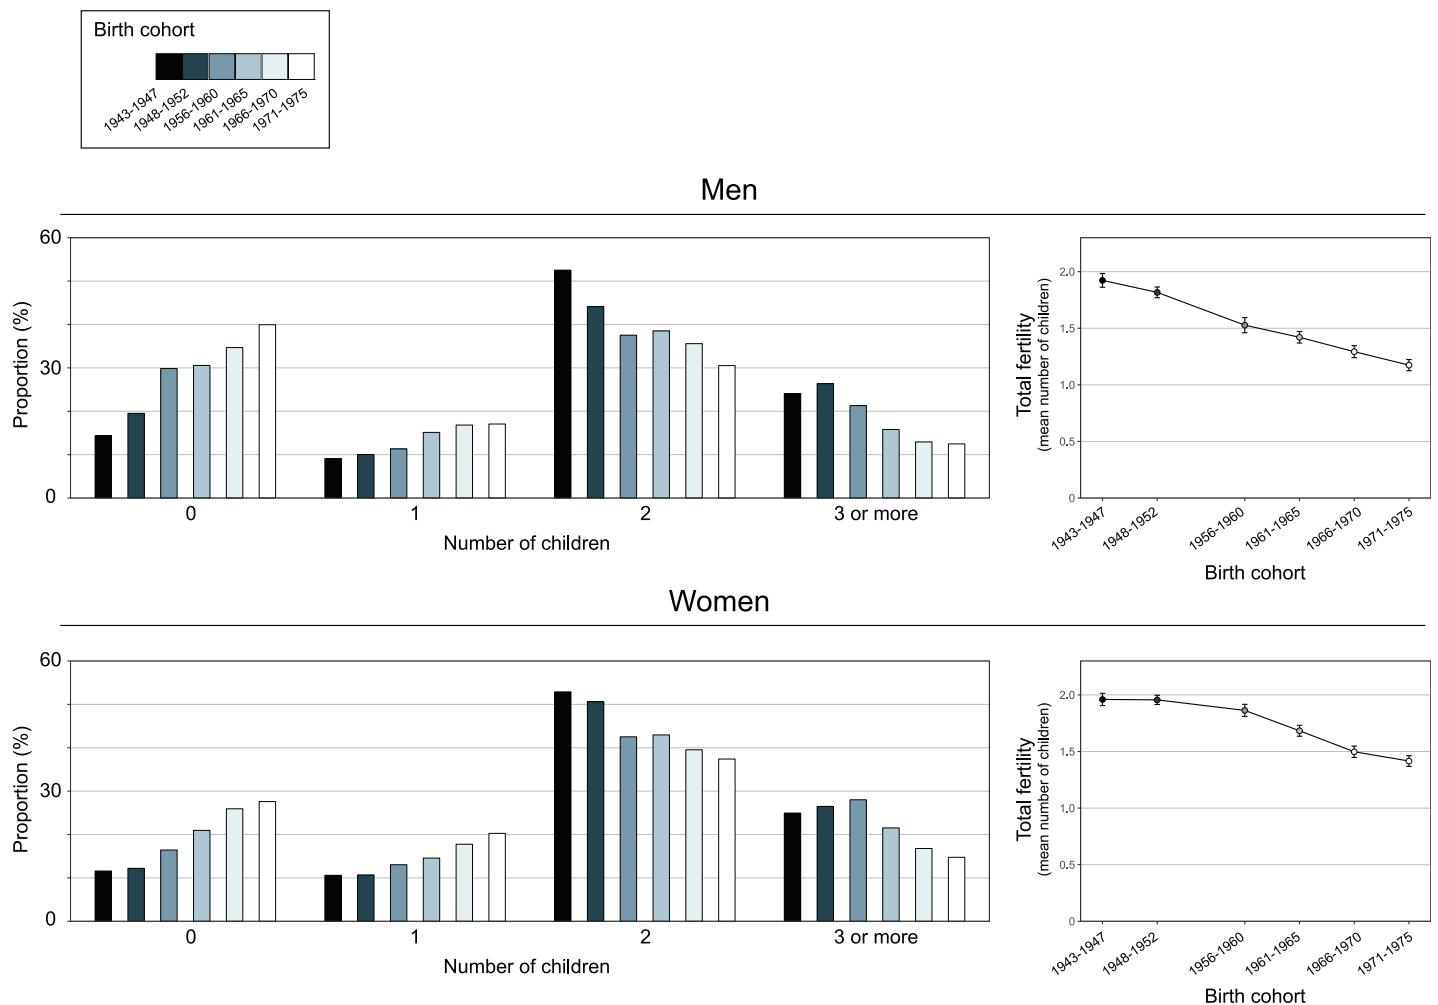 Birth cohort
1943-1947
1948-1952
1956-1960
1961-1965
1966-1970
1971-1975
Men
60
30
0
Proportion (%)
0
1
2
3 or more
Number of children
2.0
1.5
1.0
0.5
0
Total fertility
(mean number of children)
1943-1947
1948-1952
1956-1960
1961-1965
1966-1970
1971-1975
Birth cohort
Women
60
30
0
Proportion (%)
0
1
2
3 or more
Number of children
2.0
1.5
1.0
0.5
0
Total fertility
(mean number of children)
1943-1947
1948-1952
1956-1960
1961-1965
1966-1970
1971-1975
Birth cohort